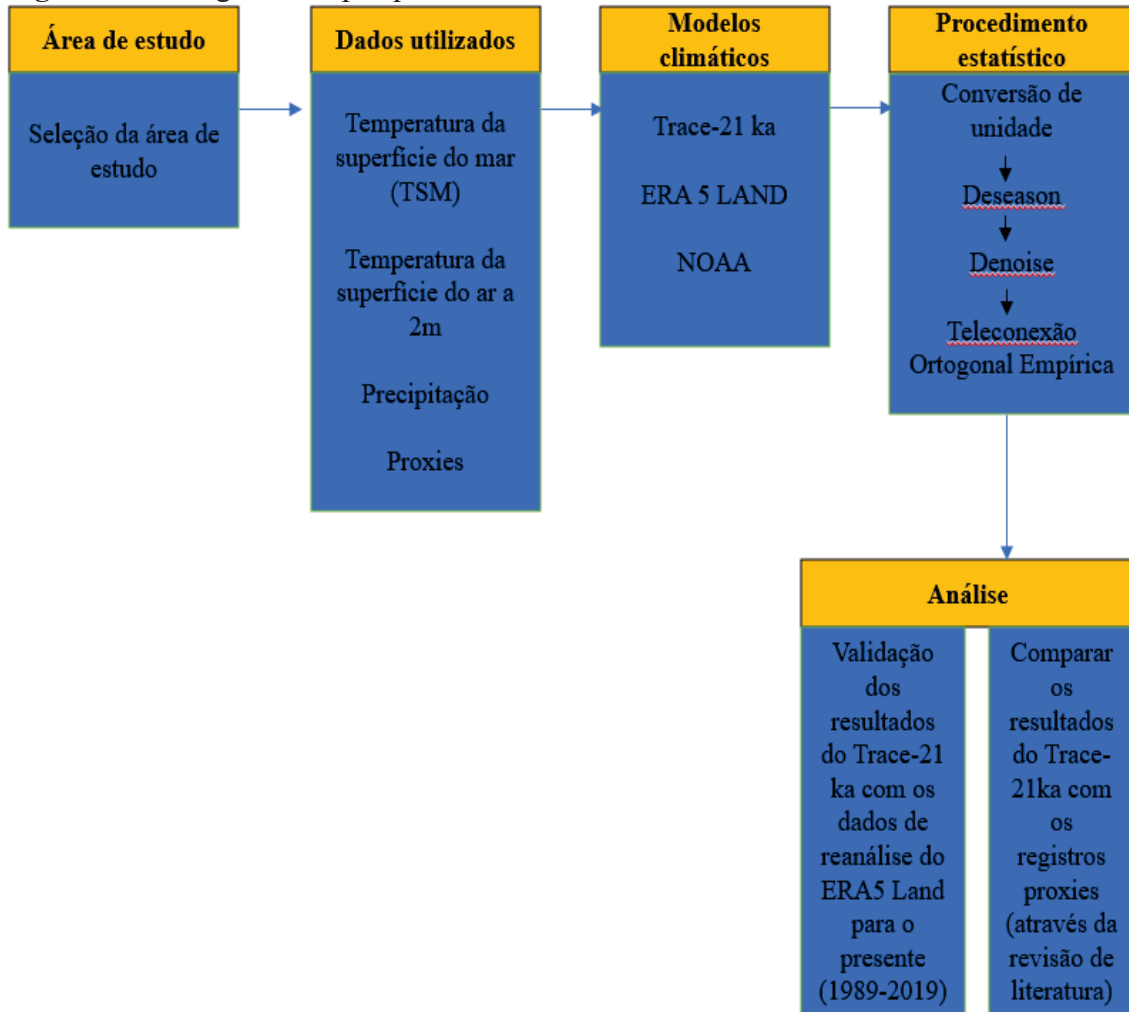 Área de estudo
Seleção da área de
estudo
Dados utilizados
Temperatura da
superfície do mar
(TSM)
Temperatura da
superfície do ar a
2m
Precipitação
Proxies
Modelos
climáticos
Trace-21 ka
ERA 5 LAND
NOAA
Procedimento
estatístico
Conversão de
unidade
Deseason
Denoise
Teleconexão
Ortogonal Empírica
Análise
Validação
dos
resultados
do Trace-21
ka com os
dados de
reanálise do
ERA5 Land
para o
presente
(1989-2019)
Comparar
os
resultados
do Trace-
21ka com
os
registros
proxies
(através da
revisão de
literatura)